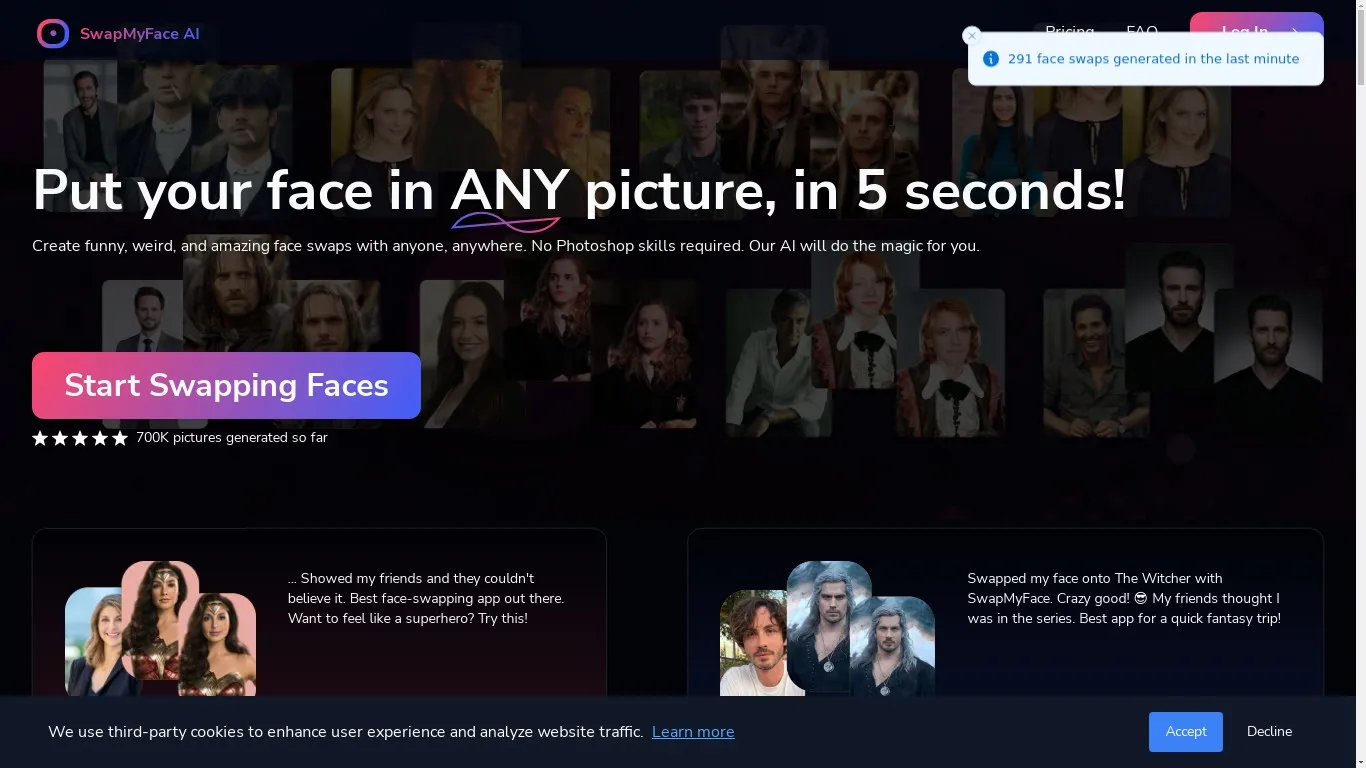 SwapMyFace AI
Pricing
FAQ
Log In
291 face swaps generated in the last minute
Put your face in ANY picture, in 5 seconds!
Create funny, weird, and amazing face swaps with anyone, anywhere. No Photoshop skills required. Our AI will do the magic for you.
Start Swapping Faces
700K pictures generated so far
... Showed my friends and they couldn't
believe it. Best face-swapping app out there.
Want to feel like a superhero? Try this!
Swapped my face onto The Witcher with
SwapMyFace. Crazy good! 😎 My friends thought I
was in the series. Best app for a quick fantasy trip!
We use third-party cookies to enhance user experience and analyze website traffic. Learn more
Accept
Decline